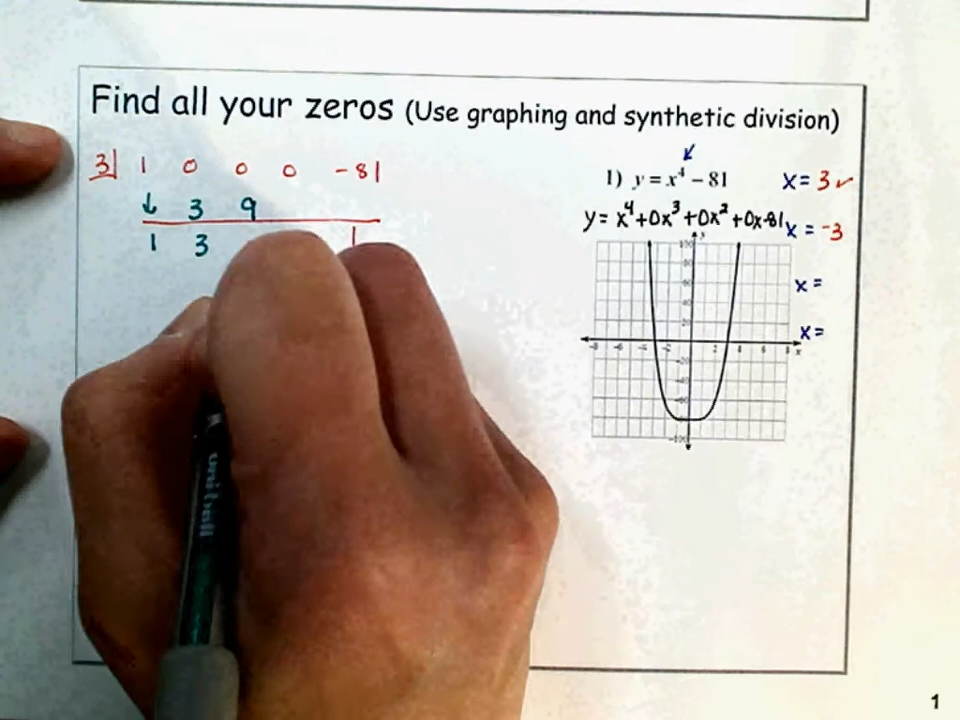 Find all your zeros (Use graphing and synthetic division)
3| 1 0 0 0 -81
↓ 3 9
1 3
1) y = x⁴ - 81
y = x⁴ + 0x³ + 0x² + 0x - 81
x = 3 ✓
x = -3
x =
x =
uniball
1